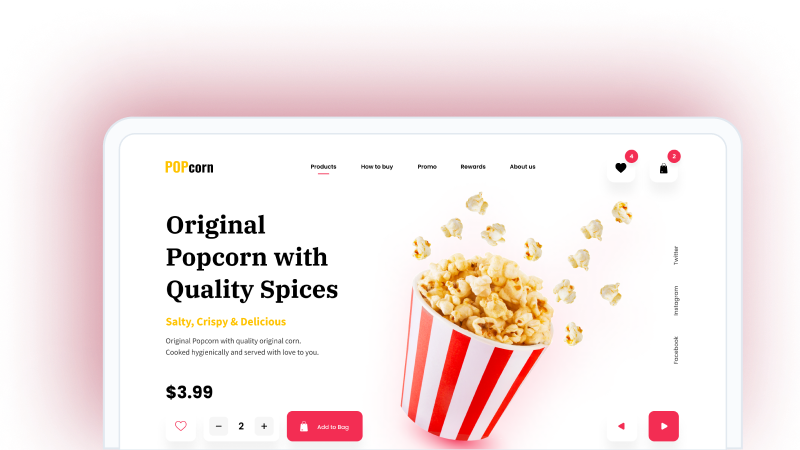 POPcorn
Products How to buy Promo Rewards About us
4
2
Original
Popcorn with
Quality Spices
Salty, Crispy & Delicious
Original Popcorn with quality original corn.
Cooked hygienically and served with love to you.
$3.99
− 2 +
Add to Bag
Twitter
Instagram
Facebook